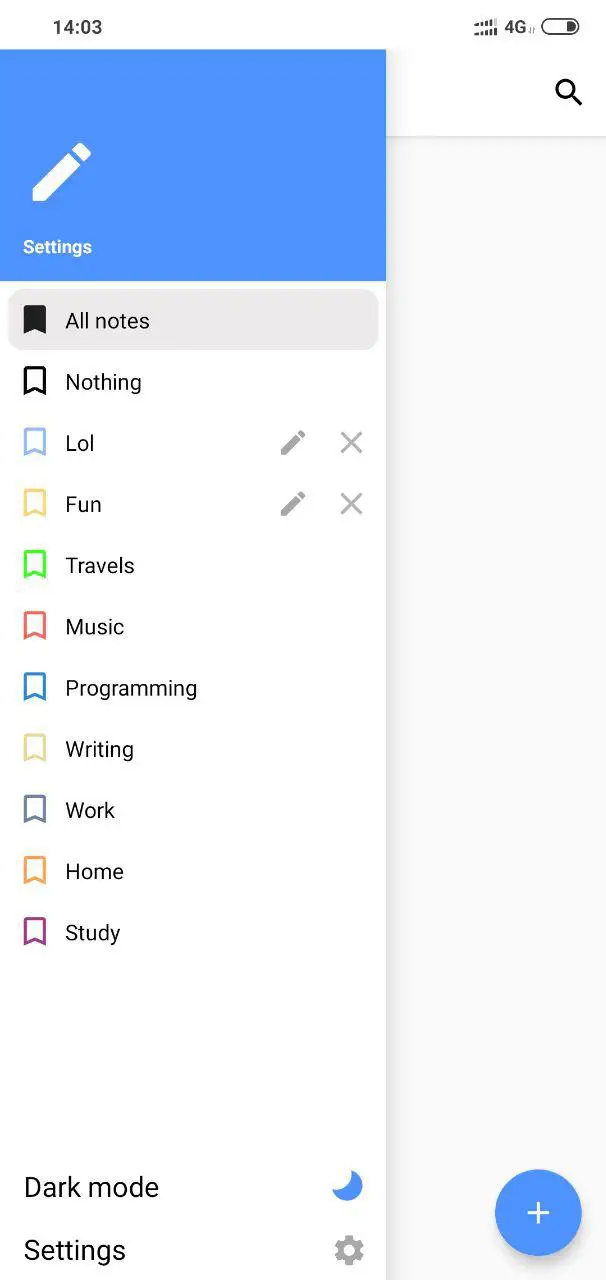 14:03
4G
Settings
All notes
Nothing
Lol
Fun
Travels
Music
Programming
Writing
Work
Home
Study
Dark mode
Settings